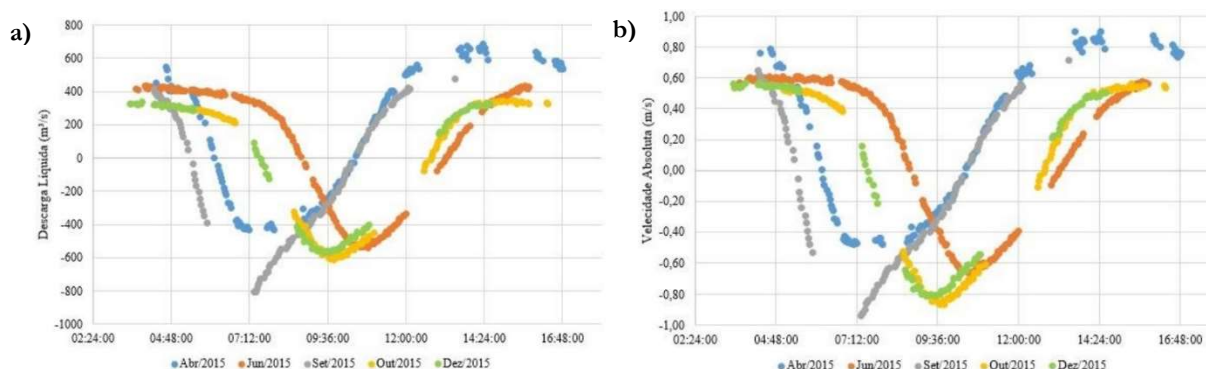 a)
Descarga Líquida (m³/s)
800
600
400
200
0
-200
-400
-600
-800
-1000
02:24:00 04:48:00 07:12:00 09:36:00 12:00:00 14:24:00 16:48:00
Abr/2015 Jun/2015 Set/2015 Out/2015 Dez/2015
b)
Velocidade Absoluta (m/s)
1,00
0,80
0,60
0,40
0,20
0,00
-0,20
-0,40
-0,60
-0,80
-1,00
02:24:00 04:48:00 07:12:00 09:36:00 12:00:00 14:24:00 16:48:00
Abr/2015 Jun/2015 Set/2015 Out/2015 Dez/2015